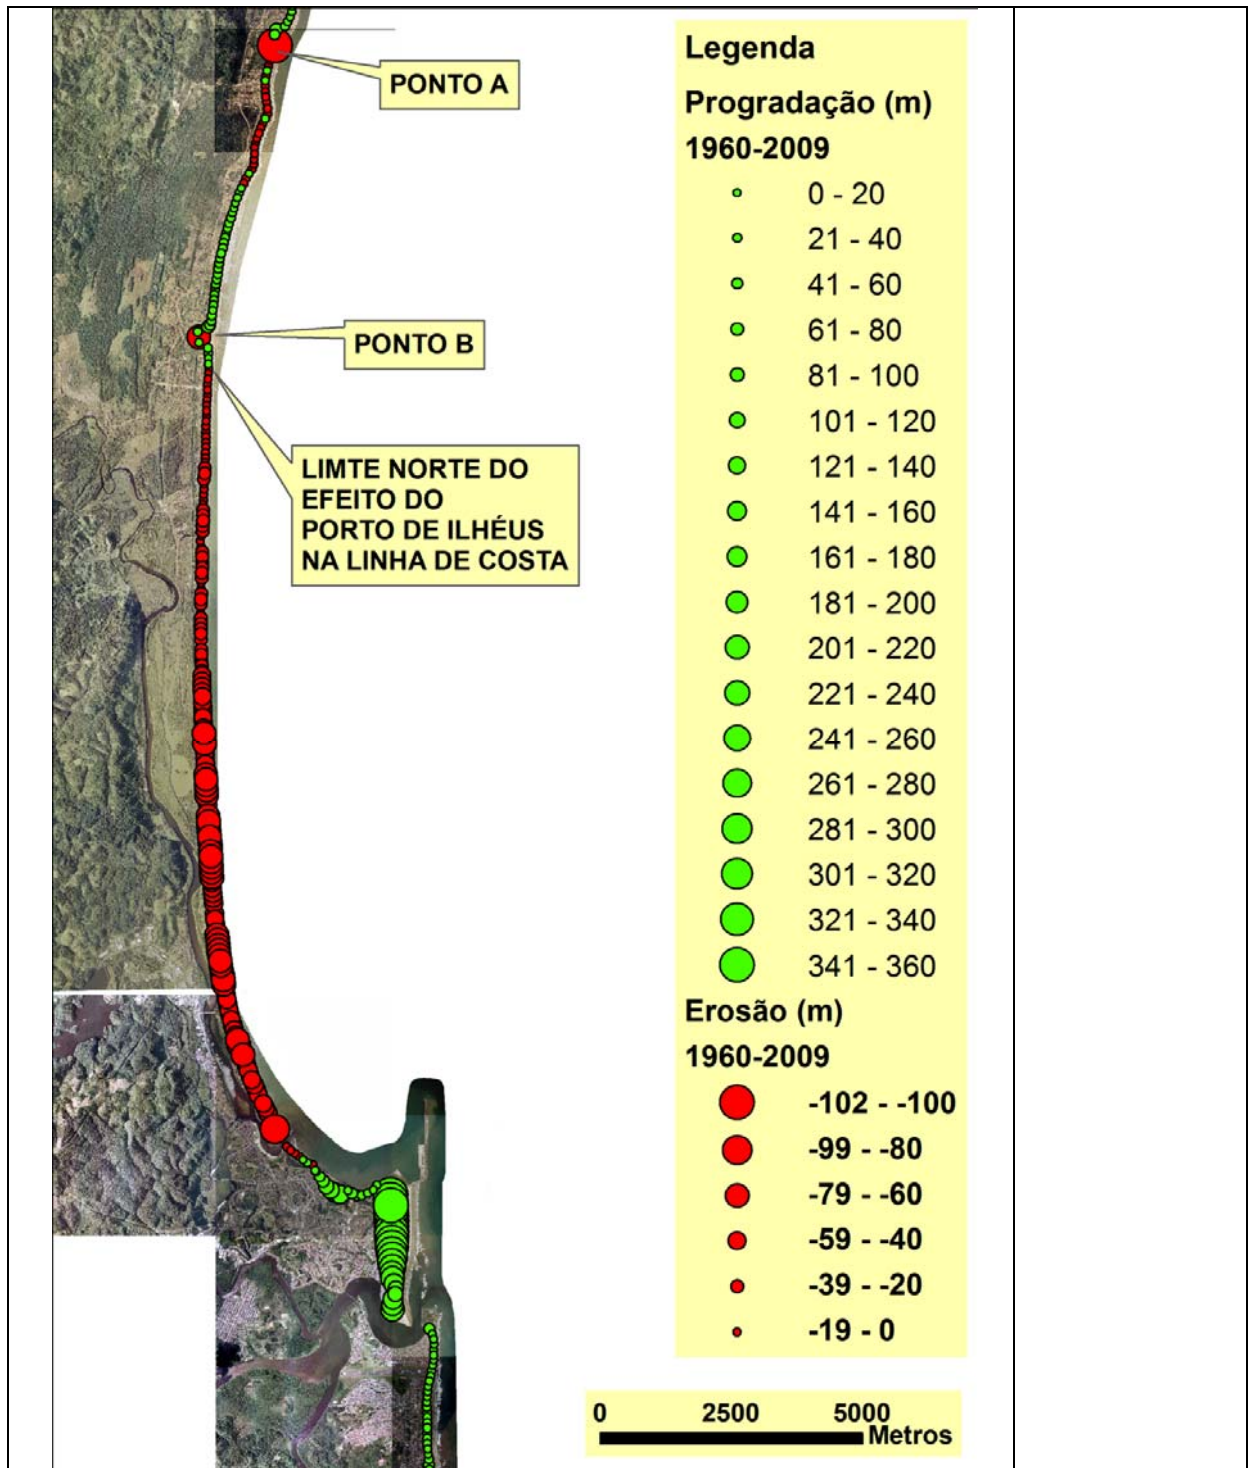 PONTO A
PONTO B
LIMTE NORTE DO
EFEITO DO
PORTO DE ILHÉUS
NA LINHA DE COSTA
Legenda
Progradação (m)
1960-2009
0 - 20
21 - 40
41 - 60
61 - 80
81 - 100
101 - 120
121 - 140
141 - 160
161 - 180
181 - 200
201 - 220
221 - 240
241 - 260
261 - 280
281 - 300
301 - 320
321 - 340
341 - 360
Erosão (m)
1960-2009
-102 - -100
-99 - -80
-79 - -60
-59 - -40
-39 - -20
-19 - 0
0 2500 5000
Metros